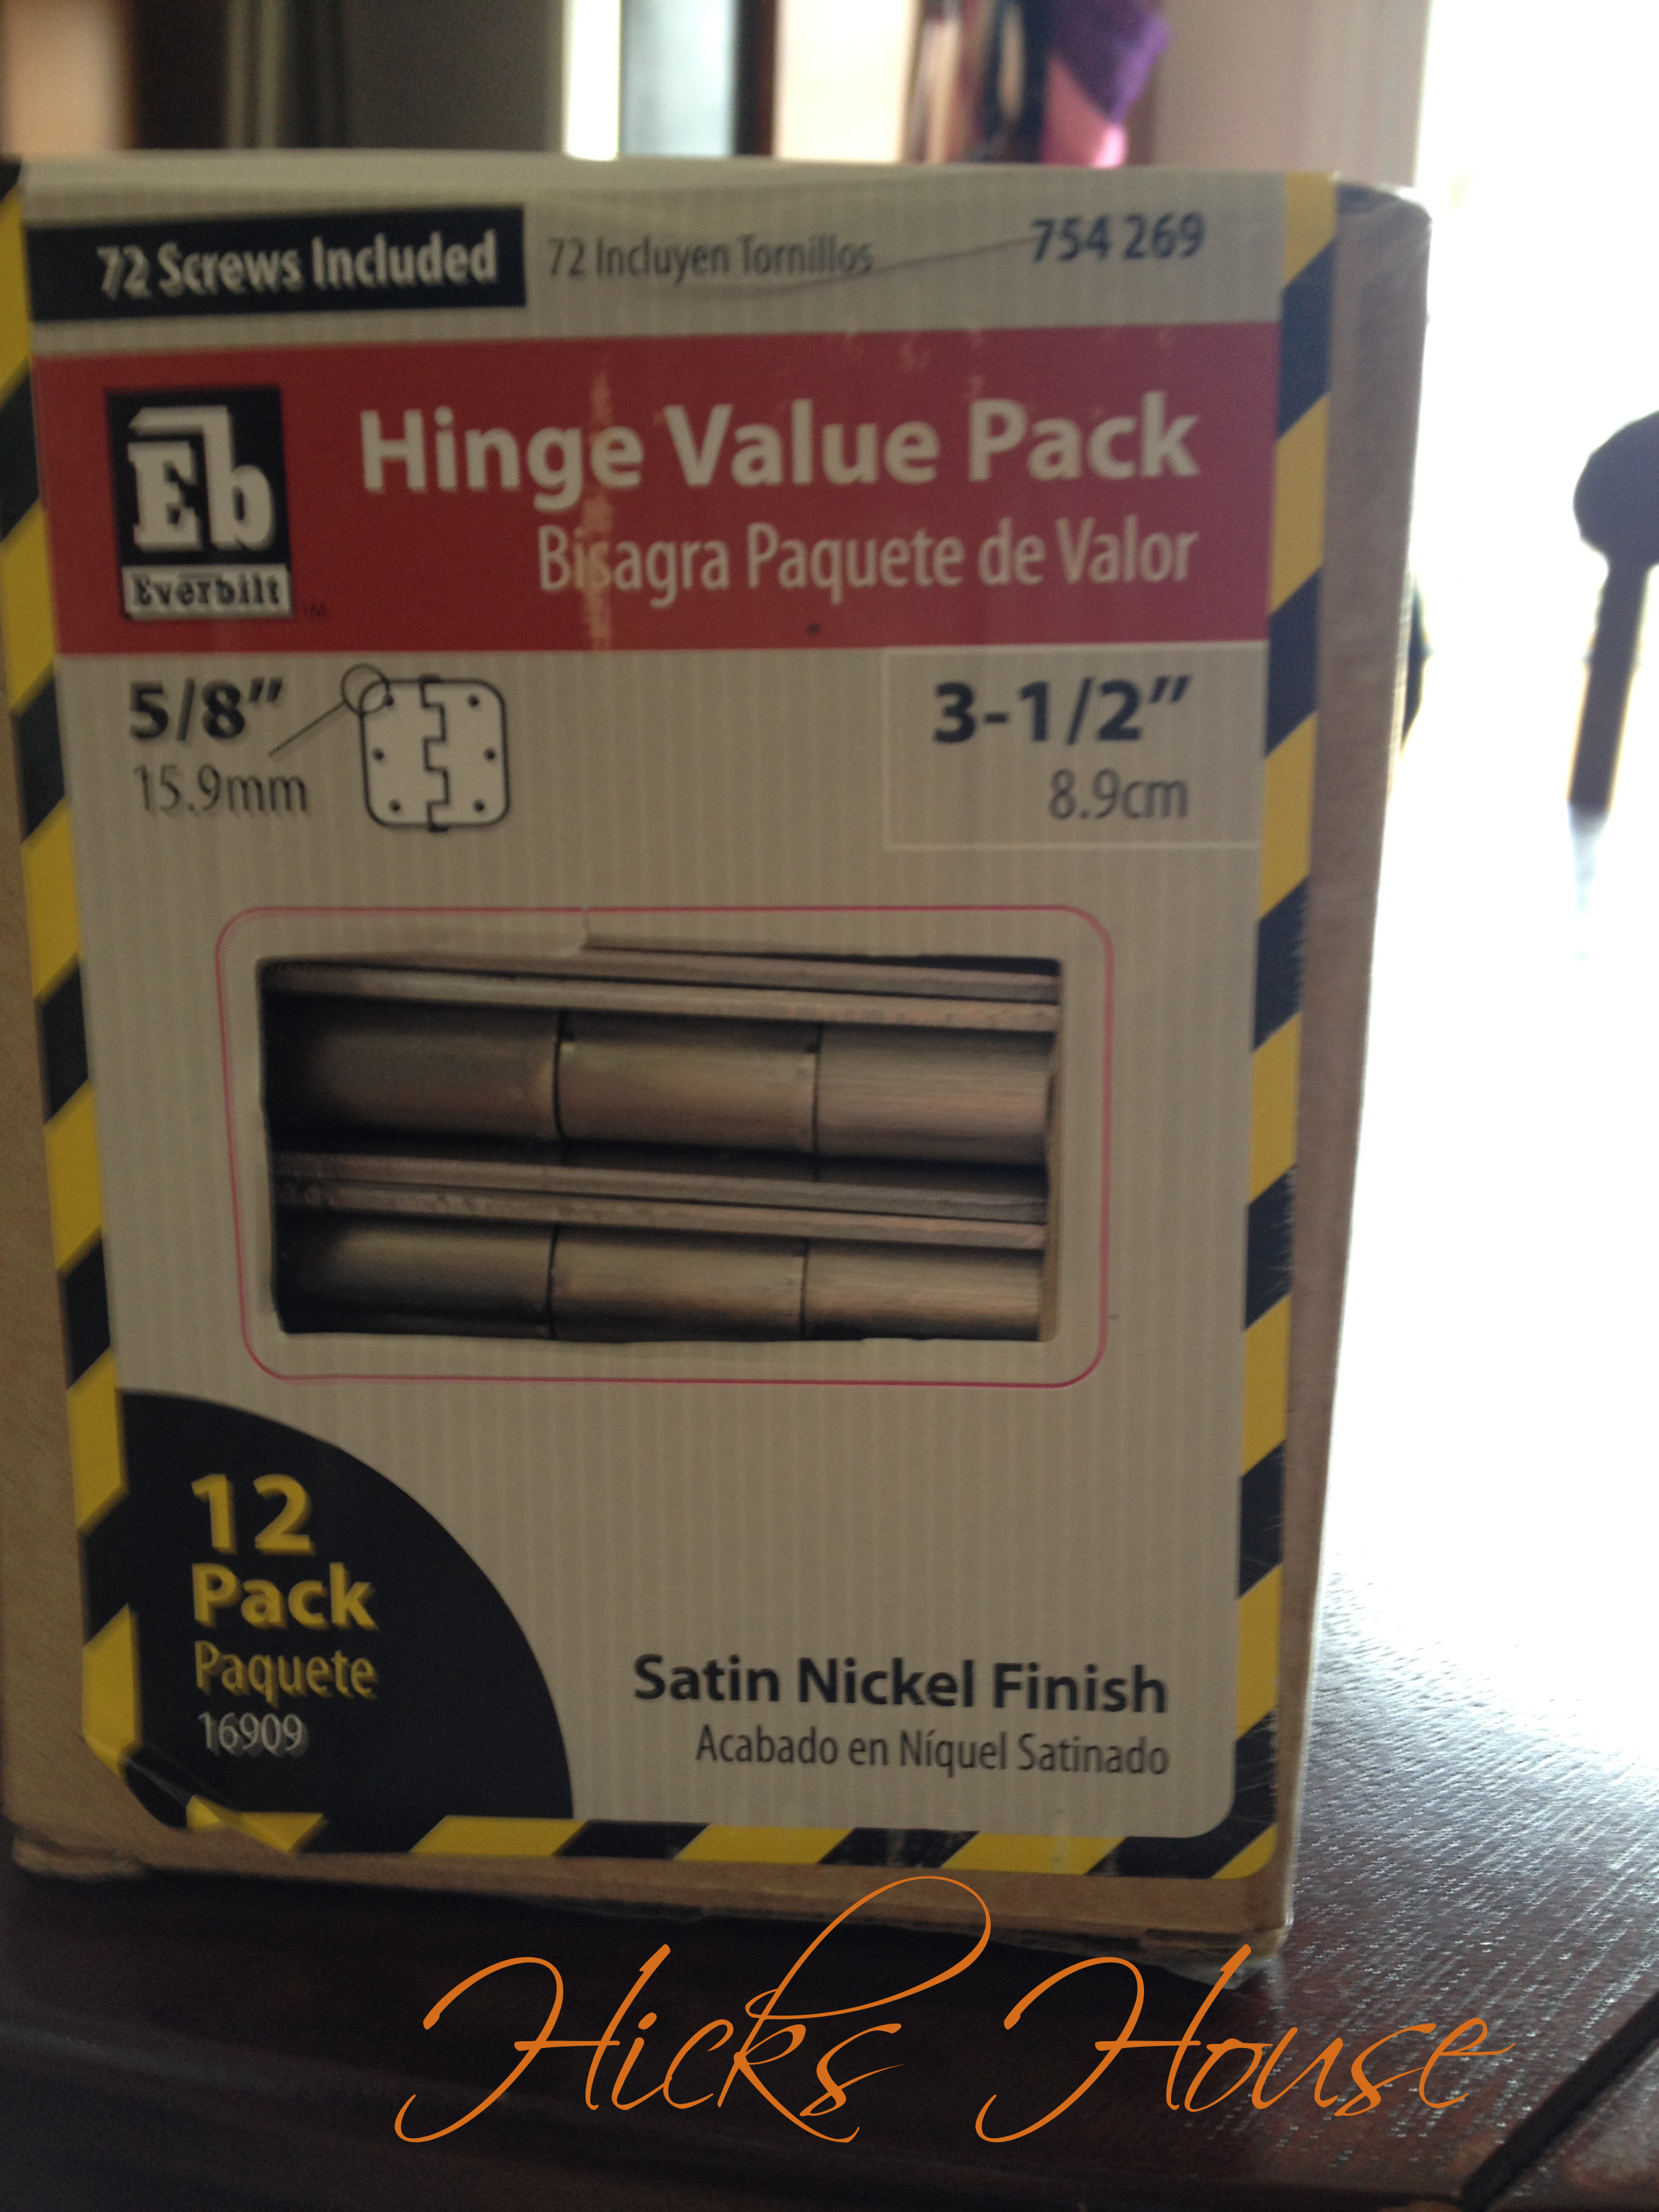 72 Screws Included
72 Incluyen Tornillos
754 269
Eb
Everbilt
TM
Hinge Value Pack
Bisagra Paquete de Valor
5/8"
15.9mm
3-1/2"
8.9cm
12
Pack
Paquete
16909
Satin Nickel Finish
Acabado en Níquel Satinado
Hicks House